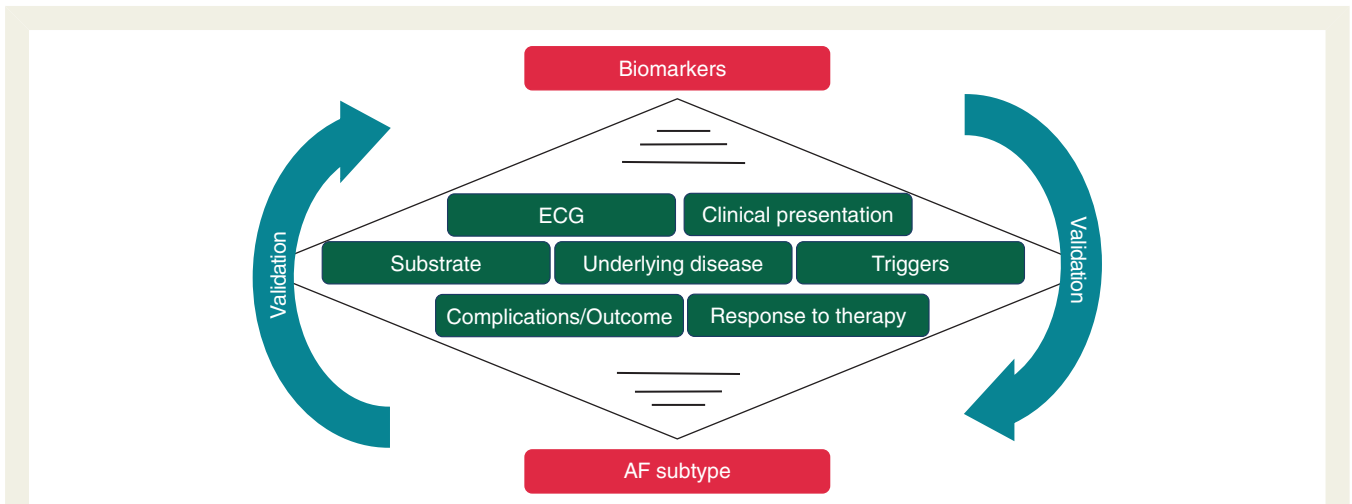 Biomarkers
ECG
Clinical presentation
Substrate
Underlying disease
Triggers
Complications/Outcome
Response to therapy
Validation
Validation
AF subtype